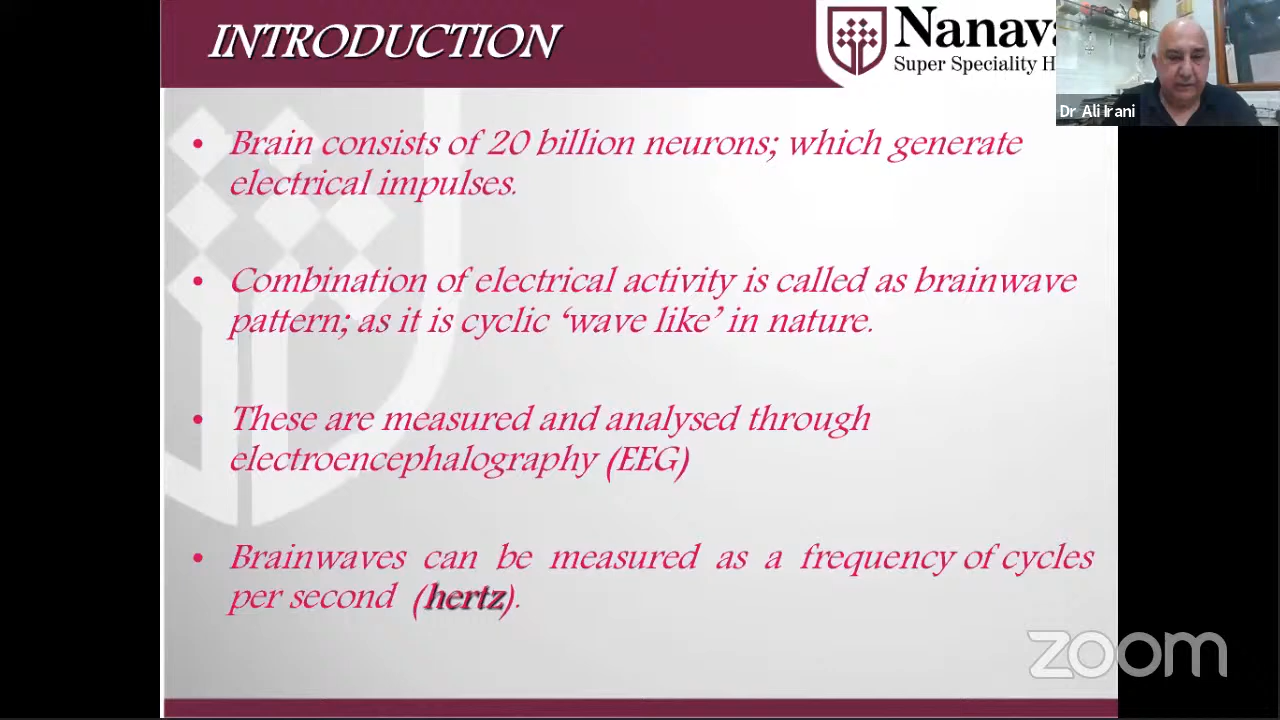 INTRODUCTION
Super Speciality
Dr Ali Irani
• Brain consists of 20 billion neurons; which generate
electrical impulses.
• Combination of electrical activity is called as brainwave
pattern; as it is cyclic ‘wave like’ in nature.
• These are measured and analysed through
electroencephalography (EEG)
• Brainwaves can be measured as a frequency of cycles
per second (hertz).
zoom